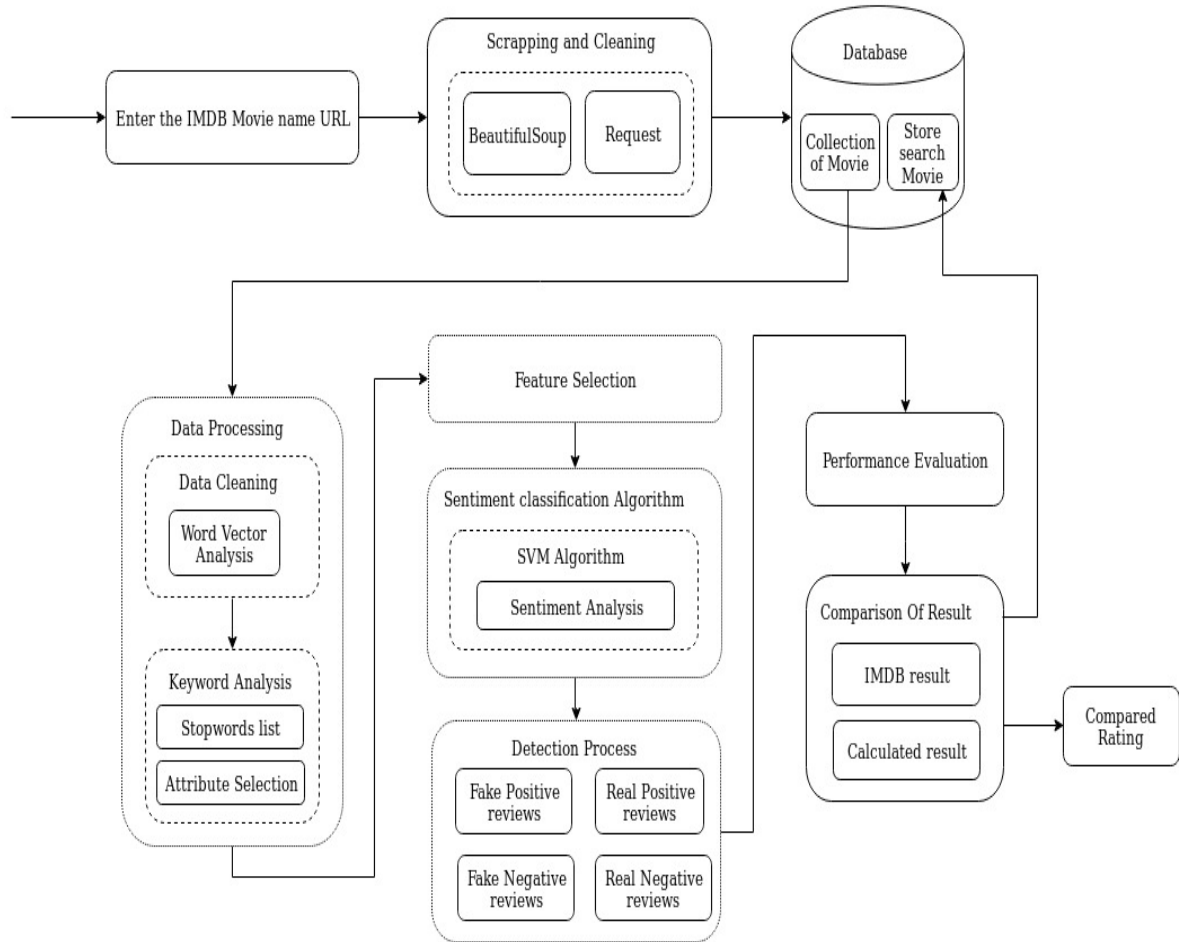 Scrapping and Cleaning
Database
Enter the IMDB Movie name URL
BeautifulSoup
Request
Collection
of Movie
Store
search
Movie
Feature Selection
Data Processing
Data Cleaning
Word Vector
Analysis
Keyword Analysis
Stopwords list
Attribute Selection
Sentiment classification Algorithm
SVM Algorithm
Sentiment Analysis
Detection Process
Fake Positive
reviews
Real Positive
reviews
Fake Negative
reviews
Real Negative
reviews
Performance Evaluation
Comparison Of Result
IMDB result
Calculated result
Compared
Rating